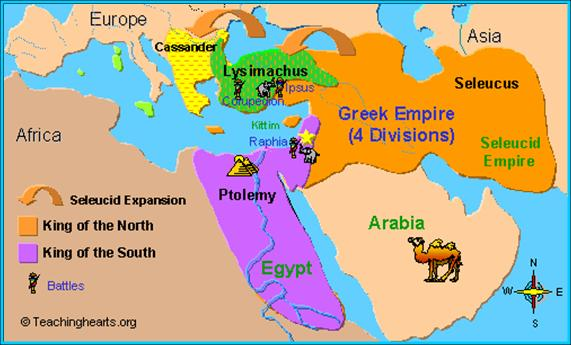 Europe
Asia
Cassander
Lysimachus
Seleucus
Ipsus
Corupedion
Greek Empire
(4 Divisions)
Kittim
Raphia
Seleucid
Empire
Africa
Ptolemy
Seleucid Expansion
King of the North
King of the South
Battles
Arabia
Egypt
N
W
E
S
© Teachinghearts.org